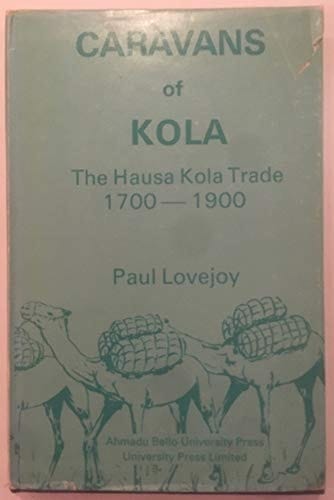 CARAVANS
of
KOLA
The Hausa Kola Trade
1700 — 1900
Paul Lovejoy
Ahmadu Bello University Press
University Press Limited